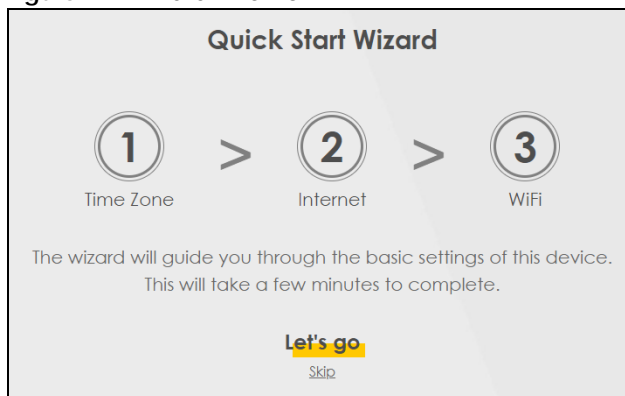 Quick Start Wizard
1 > 2 > 3
Time Zone Internet WiFi
The wizard will guide you through the basic settings of this device.
This will take a few minutes to complete.
Let's go
Skip